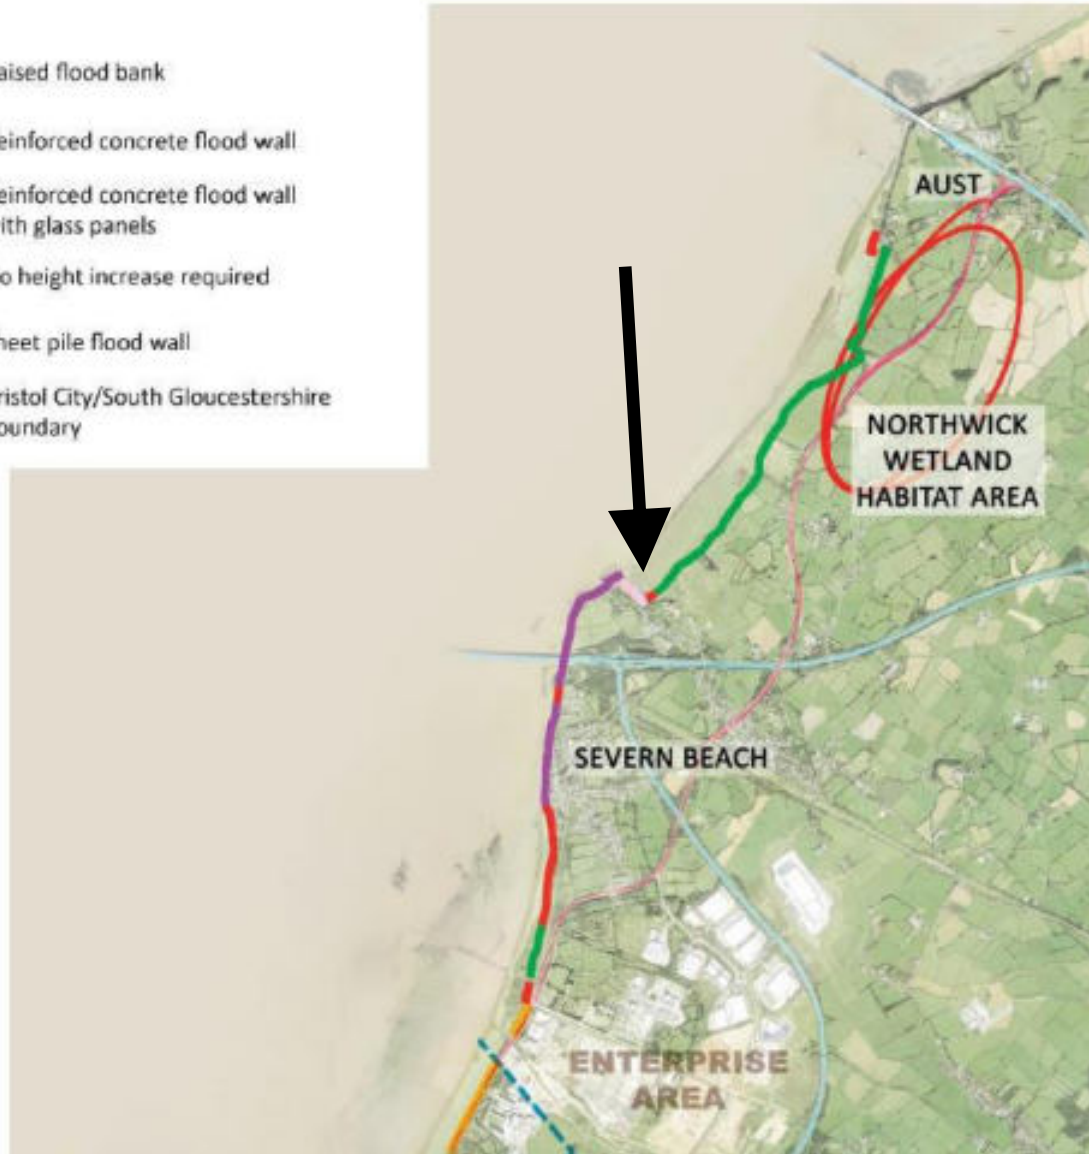 aised flood bank
einforced concrete flood wall
einforced concrete flood wall
ith glass panels
o height increase required
heet pile flood wall
ristol City/South Gloucestershire
oundary
AUST
NORTHWICK
WETLAND
HABITAT AREA
SEVERN BEACH
ENTERPRISE
AREA